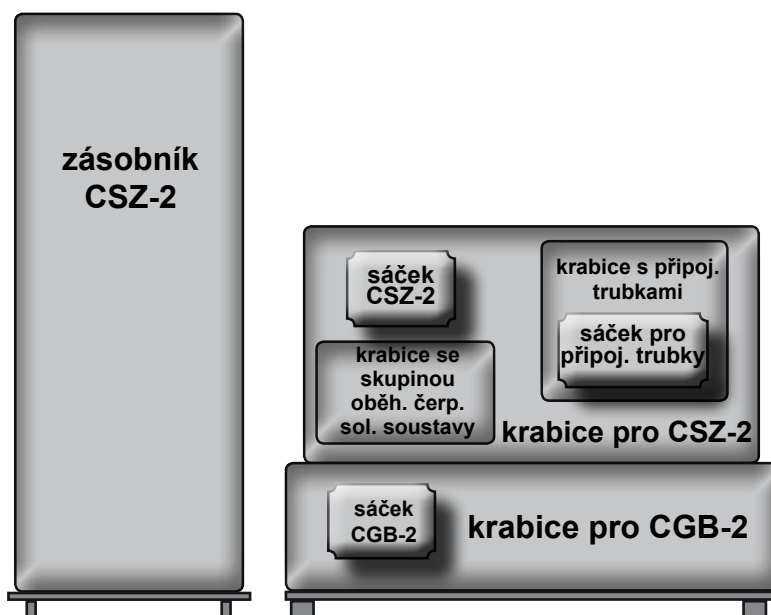 zásobník
CSZ-2
sáček
CSZ-2
krabice s připoj.
trubkami
sáček pro
připoj. trubky
krabice se
skupinou
oběh. čerp.
sol. soustavy
krabice pro CSZ-2
sáček
CGB-2
krabice pro CGB-2